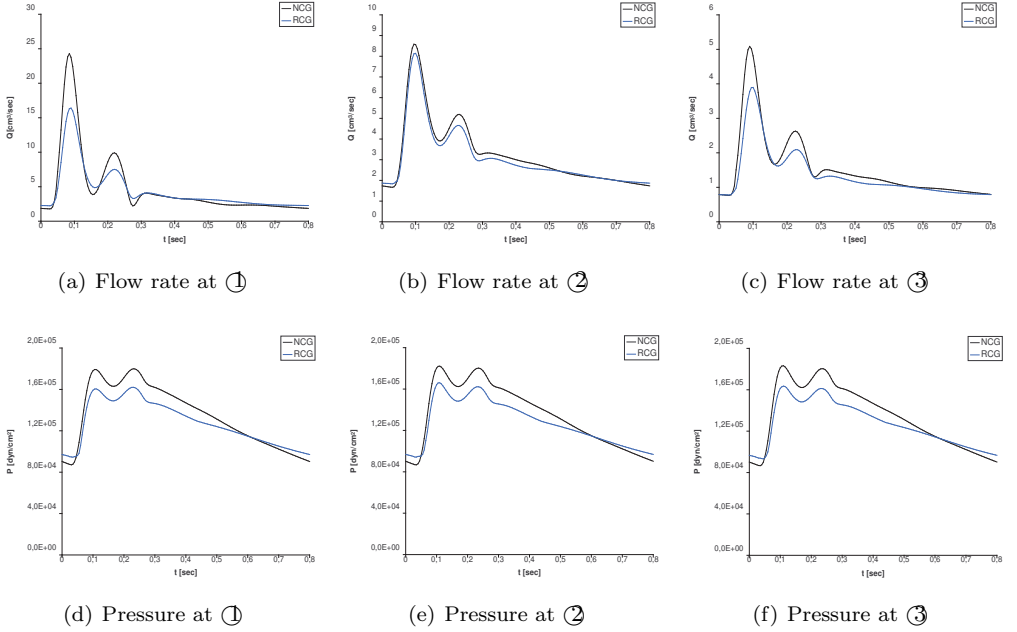 30
25
20
15
10
5
0
Q[cm³/sec]
NCG
RCG
0 0,1 0,2 0,3 0,4 0,5 0,6 0,7 0,8
t [sec]
(a) Flow rate at ①
10
9
8
7
6
5
4
3
2
1
0
Q [cm³/sec]
NCG
RCG
0 0,1 0,2 0,3 0,4 0,5 0,6 0,7 0,8
t [sec]
(b) Flow rate at ②
6
5
4
3
2
1
0
Q [cm³/sec]
NCG
RCG
0 0,1 0,2 0,3 0,4 0,5 0,6 0,7 0,8
t [sec]
(c) Flow rate at ③
2,0E+05
1,6E+05
1,2E+05
8,0E+04
4,0E+04
0,0E+00
P [dyn/cm²]
NCG
RCG
0 0,1 0,2 0,3 0,4 0,5 0,6 0,7 0,8
t [sec]
(d) Pressure at ①
2,0E+05
1,6E+05
1,2E+05
8,0E+04
4,0E+04
0,0E+00
P [dyn/cm²]
NCG
RCG
0 0,1 0,2 0,3 0,4 0,5 0,6 0,7 0,8
t [sec]
(e) Pressure at ②
2,0E+05
1,6E+05
1,2E+05
8,0E+04
4,0E+04
0,0E+00
P [dyn/cm²]
NCG
RCG
0 0,1 0,2 0,3 0,4 0,5 0,6 0,7 0,8
t [sec]
(f) Pressure at ③